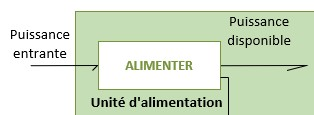 Puissance
entrante
ALIMENTER
Puissance
disponible
Unité d'alimentation